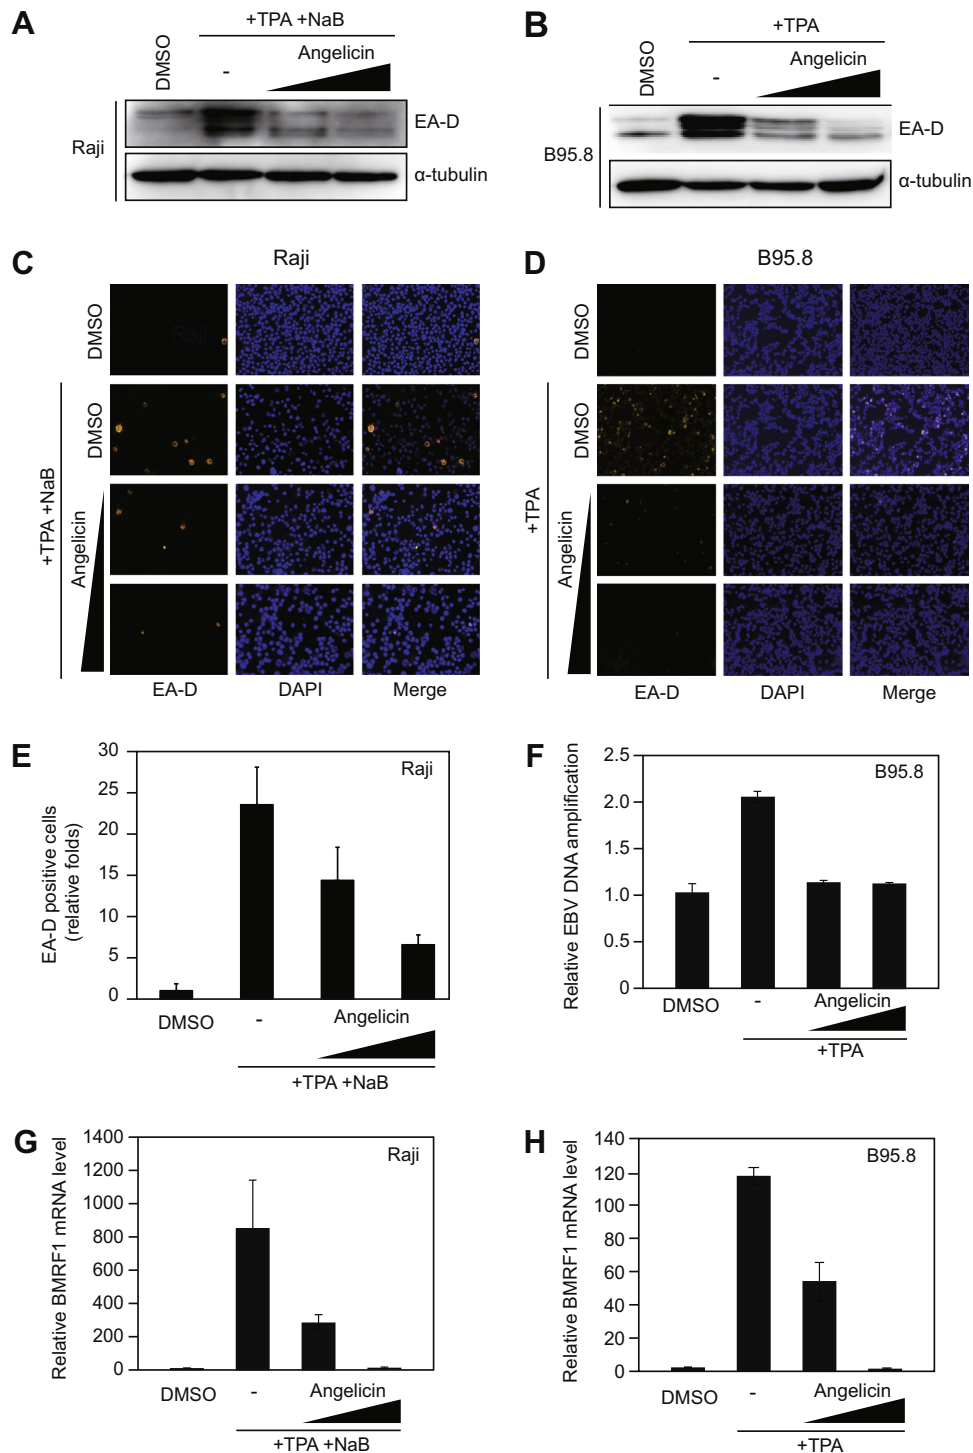 A
+TPA +NaB
DMSO
-
Angelicin
Raji
EA-D
α-tubulin
B
+TPA
DMSO
-
Angelicin
B95.8
EA-D
α-tubulin
C
Raji
DMSO
Raji
DMSO
+TPA +NaB
Angelicin
EA-D DAPI Merge
D
B95.8
DMSO
DMSO
+TPA
Angelicin
EA-D DAPI Merge
E
Raji
EA-D positive cells
(relative folds)
30
25
20
15
10
5
0
DMSO - Angelicin
+TPA +NaB
F
B95.8
Relative EBV DNA amplification
2.5
2.0
1.5
1.0
0.5
0
DMSO - Angelicin
+TPA
G
Raji
Relative BMRF1 mRNA level
1400
1200
1000
800
600
400
200
0
DMSO - Angelicin
+TPA +NaB
H
B95.8
Relative BMRF1 mRNA level
140
120
100
80
60
40
20
0
DMSO - Angelicin
+TPA